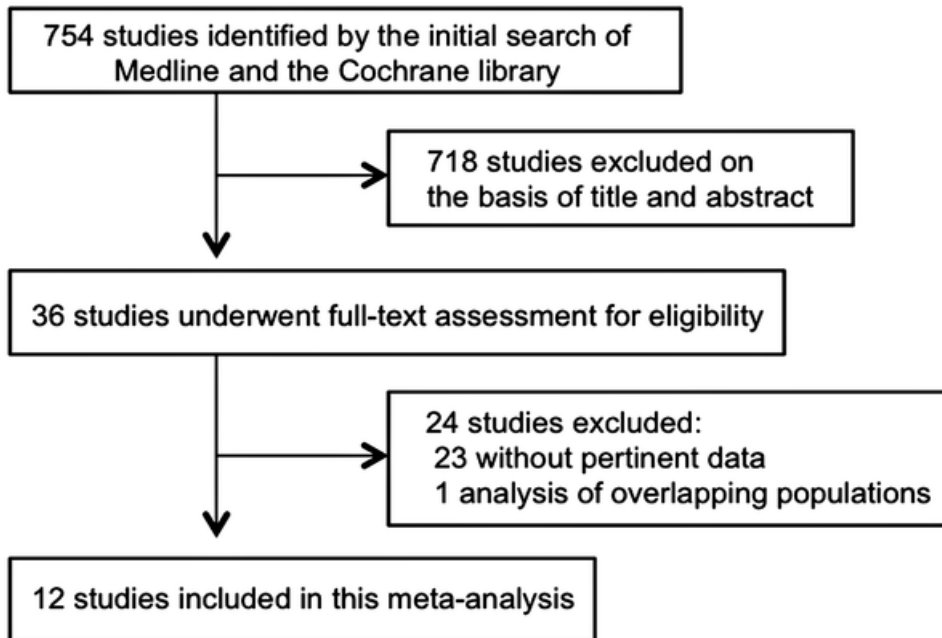 754 studies identified by the initial search of
Medline and the Cochrane library
718 studies excluded on
the basis of title and abstract
36 studies underwent full-text assessment for eligibility
24 studies excluded:
23 without pertinent data
1 analysis of overlapping populations
12 studies included in this meta-analysis